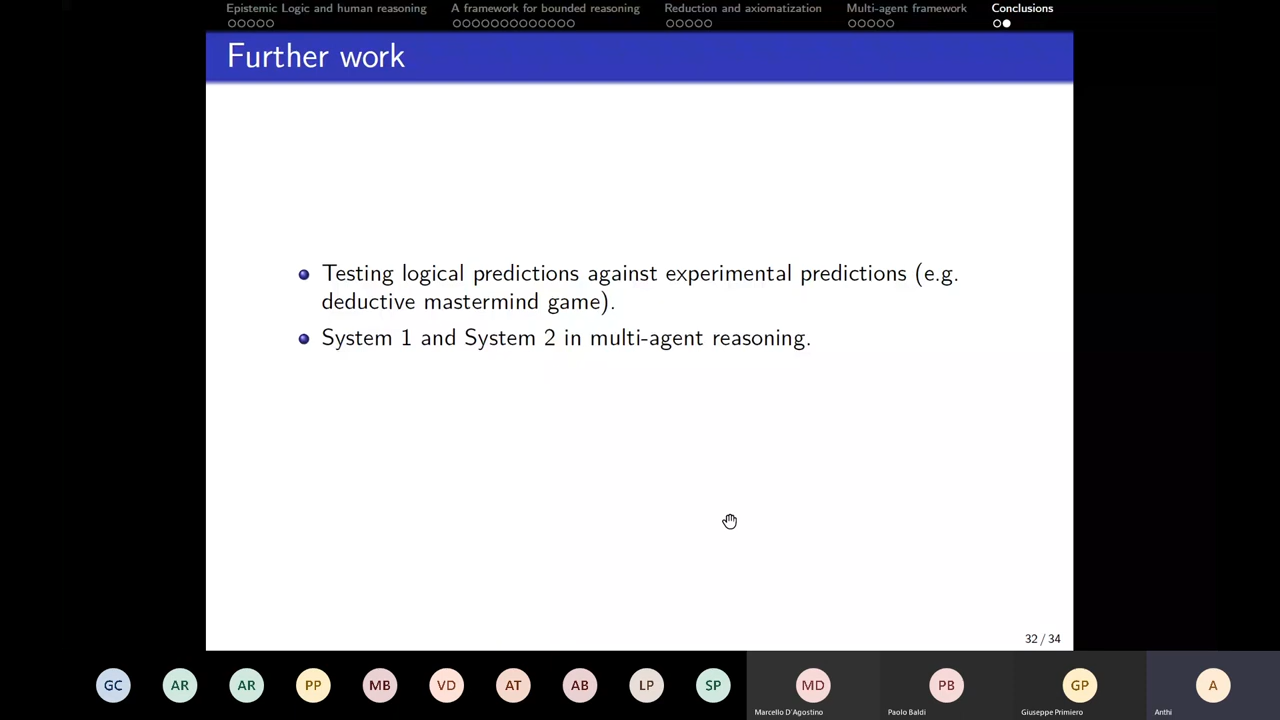 Epistemic Logic and human reasoning
A framework for bounded reasoning
Reduction and axiomatization
Multi-agent framework
Conclusions
Further work
Testing logical predictions against experimental predictions (e.g.
deductive mastermind game).
System 1 and System 2 in multi-agent reasoning.
32 / 34
GC
AR
AR
PP
MB
VD
AT
AB
LP
SP
MD
PB
GP
A
Marcello D'Agostino
Paolo Baldi
Giuseppe Primiero
Anthi